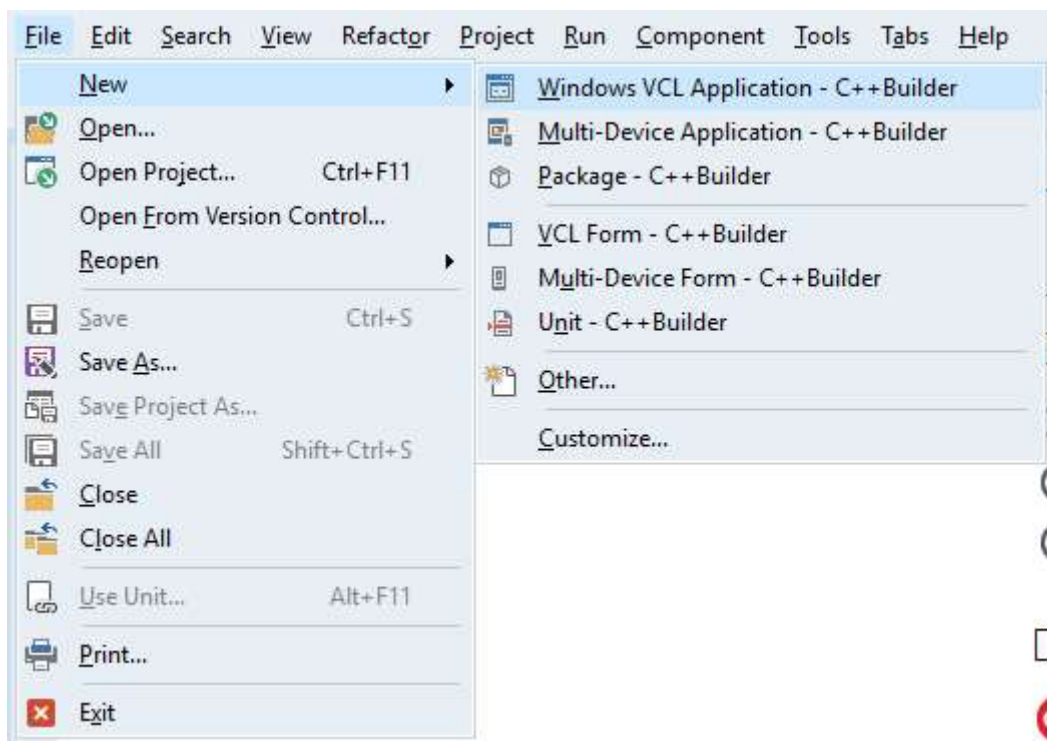 File Edit Search View Refactor Project Run Component Tools Tabs Help
New
Open...
Open Project... Ctrl+F11
Open From Version Control...
Reopen
Save Ctrl+S
Save As...
Save Project As...
Save All Shift+Ctrl+S
Close
Close All
Use Unit... Alt+F11
Print...
Exit
Windows VCL Application - C++Builder
Multi-Device Application - C++Builder
Package - C++Builder
VCL Form - C++Builder
Multi-Device Form - C++Builder
Unit - C++Builder
Other...
Customize...